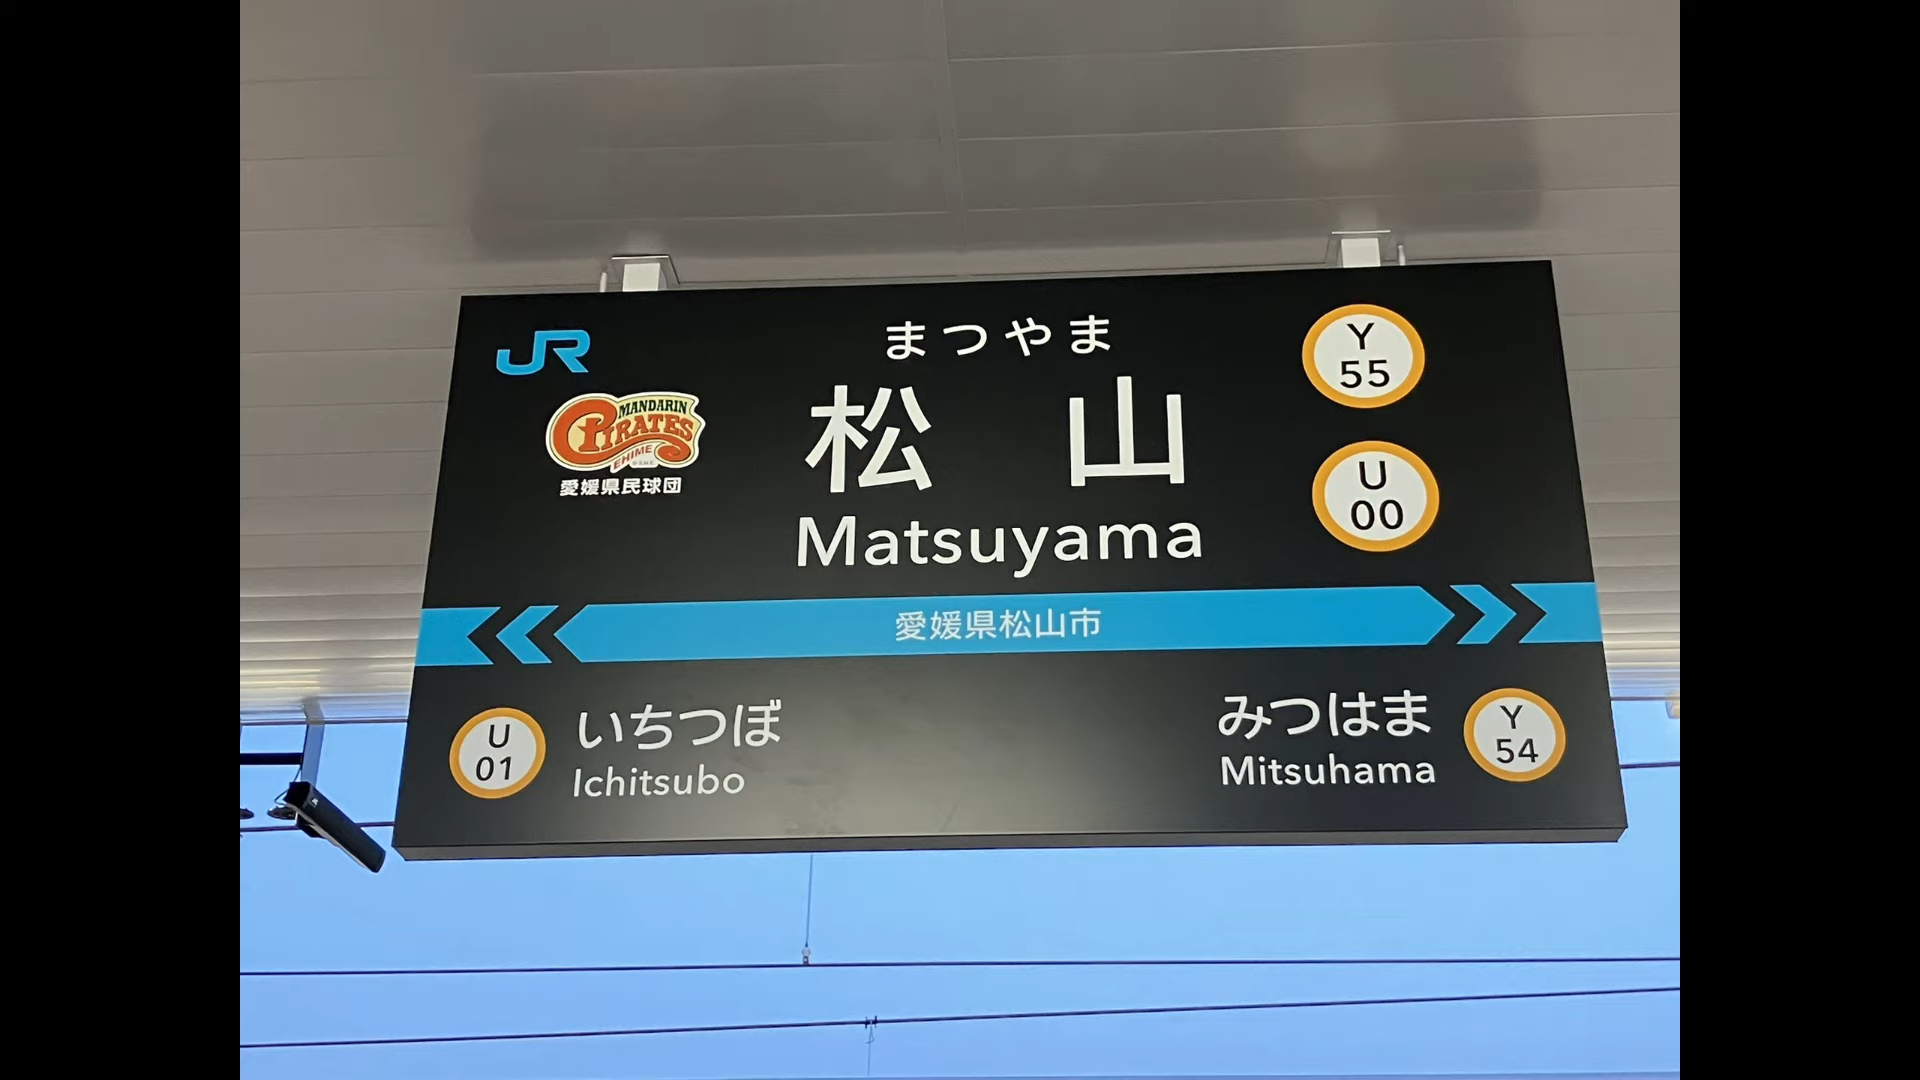 JR
MANDARIN
PIRATES
EHIME
愛媛県民球団
まつやま
松山
Matsuyama
Y
55
U
00
愛媛県松山市
U
01
いちつぼ
Ichitsubo
みつはま
Mitsuhama
Y
54